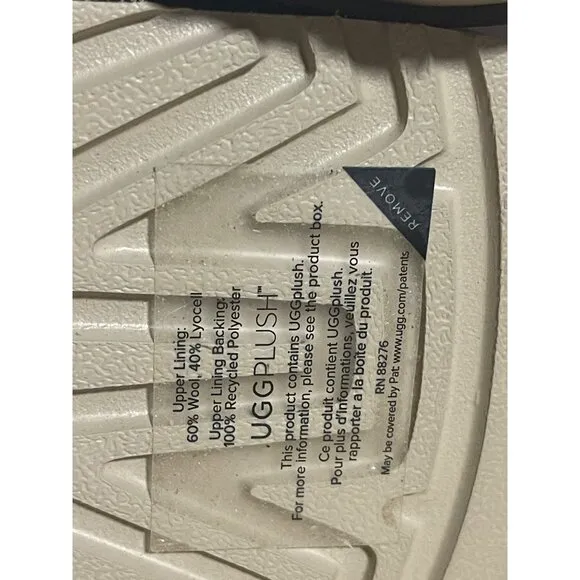 REMOVE
Upper Lining:
60% Wool, 40% Lyocell
Upper Lining Backing:
100% Recycled Polyester
UGGPLUSH™
This product contains UGGplush.
For more information, please see the product box.
Ce produit contient UGGplush.
Pour plus d'informations, veuillez vous
rapporter a la boîte du produit.
RN 88276
May be covered by Pat: www.ugg.com/patents